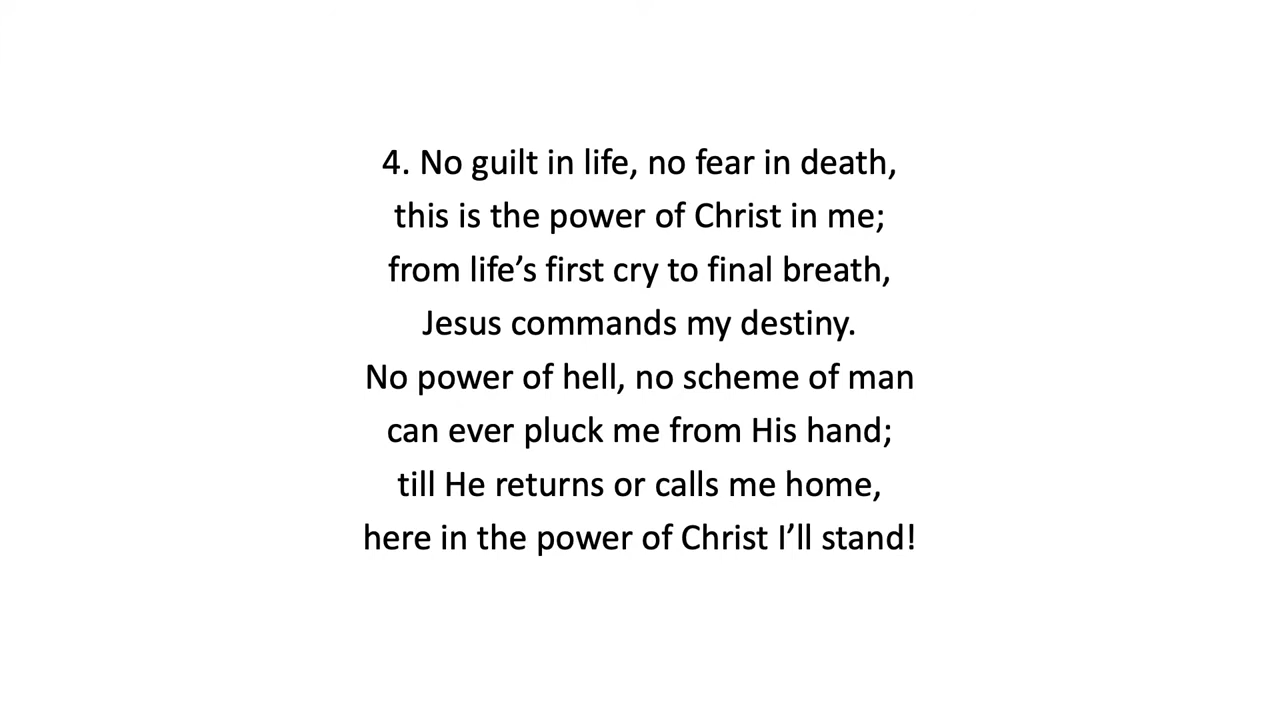 4. No guilt in life, no fear in death,
this is the power of Christ in me;
from life’s first cry to final breath,
Jesus commands my destiny.
No power of hell, no scheme of man
can ever pluck me from His hand;
till He returns or calls me home,
here in the power of Christ I’ll stand!